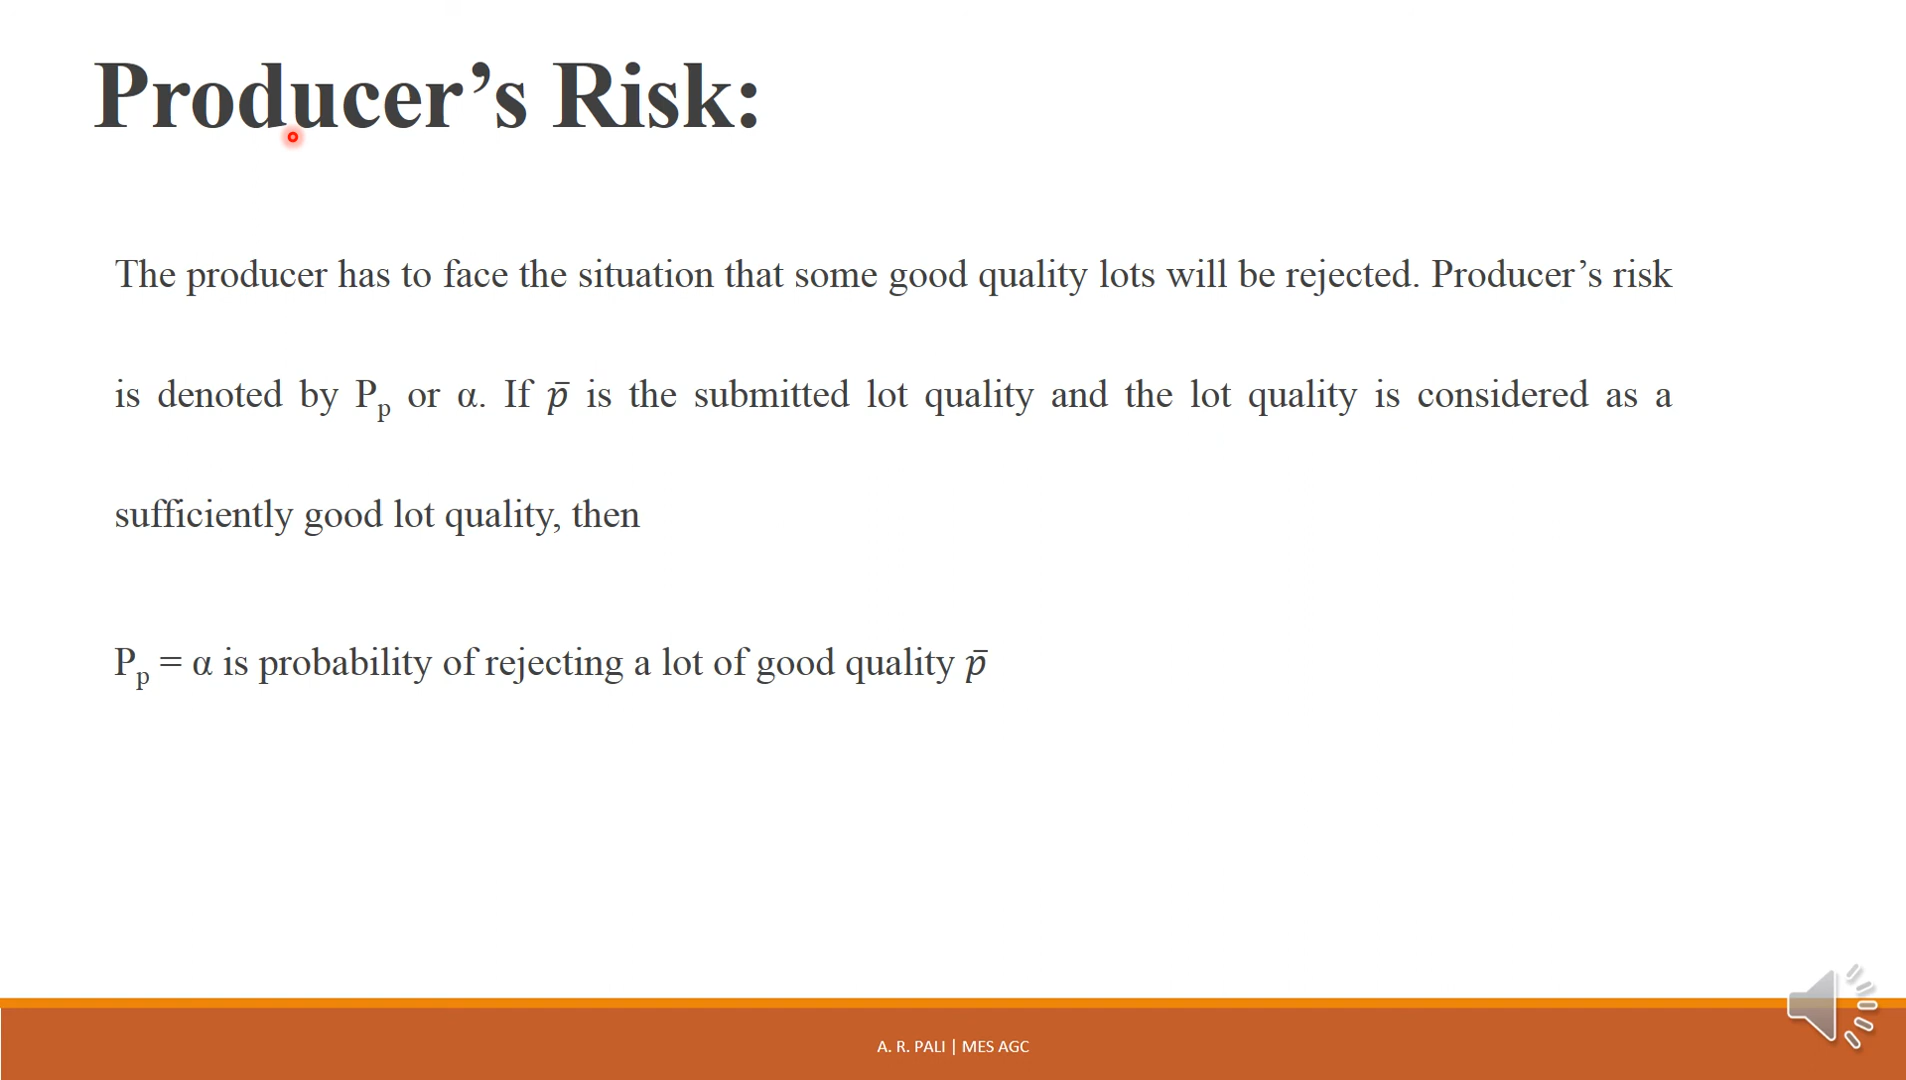 Producer’s Risk:
The producer has to face the situation that some good quality lots will be rejected. Producer’s risk
is denoted by Pₚ or α. If p̄ is the submitted lot quality and the lot quality is considered as a
sufficiently good lot quality, then
Pₚ = α is probability of rejecting a lot of good quality p̄
A. R. PALI | MES AGC